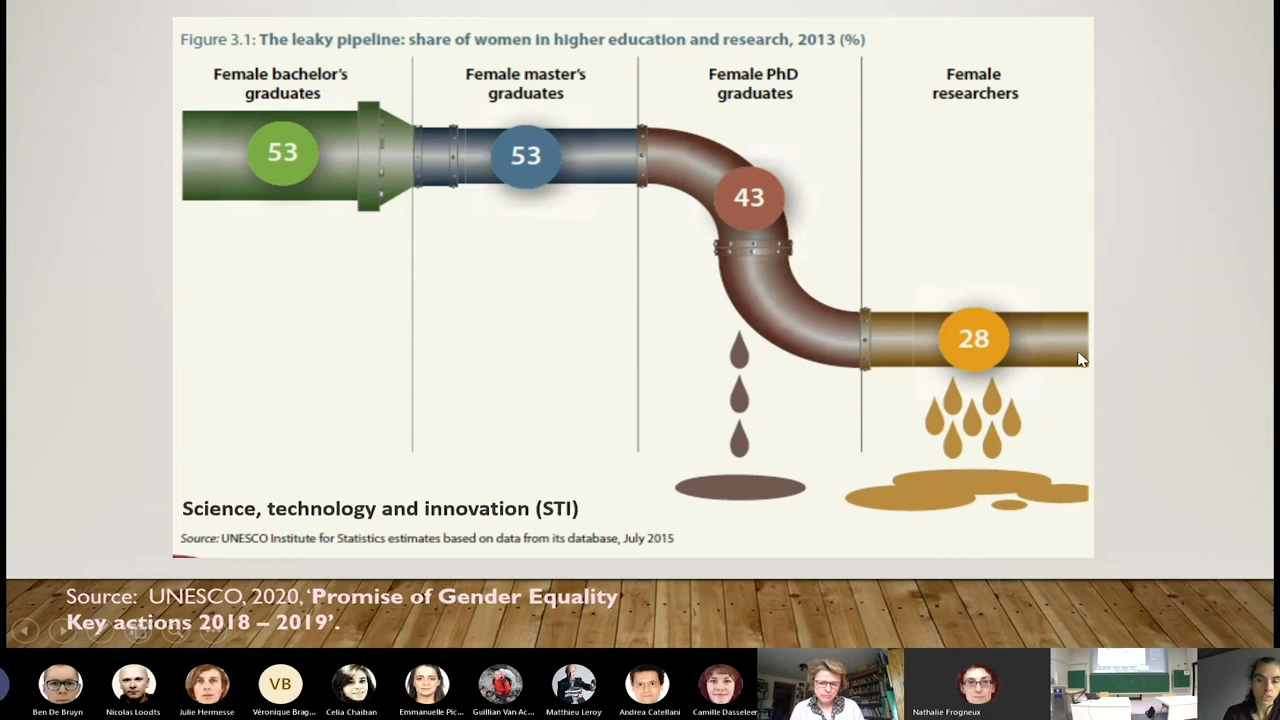 Figure 3.1: The leaky pipeline: share of women in higher education and research, 2013 (%)
Female bachelor's
graduates
Female master's
graduates
Female PhD
graduates
Female
researchers
53
53
43
28
Science, technology and innovation (STI)
Source: UNESCO Institute for Statistics estimates based on data from its database, July 2015
Source: UNESCO, 2020, 'Promise of Gender Equality
Key actions 2018 – 2019'.
VB
Ben De Bruyn
Nicolas Loodts
Julie Hermesse
Véronique Brag...
Celia Chaiban
Emmanuelle Pic...
Guillian Van Ac...
Matthieu Leroy
Andrea Catellani
Camille Dasseleer
Nathalie Frogneux